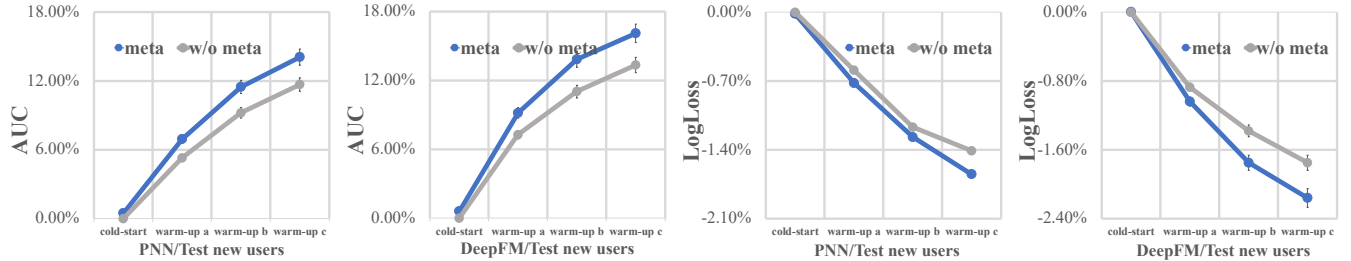 18.00%
12.00%
6.00%
0.00%
AUC
meta
w/o meta
cold-start
warm-up a
warm-up b
warm-up c
PNN/Test new users
18.00%
12.00%
6.00%
0.00%
AUC
meta
w/o meta
cold-start
warm-up a
warm-up b
warm-up c
DeepFM/Test new users
0.00%
-0.70%
-1.40%
-2.10%
LogLoss
meta
w/o meta
cold-start
warm-up a
warm-up b
warm-up c
PNN/Test new users
0.00%
-0.80%
-1.60%
-2.40%
LogLoss
meta
w/o meta
cold-start
warm-up a
warm-up b
warm-up c
DeepFM/Test new users